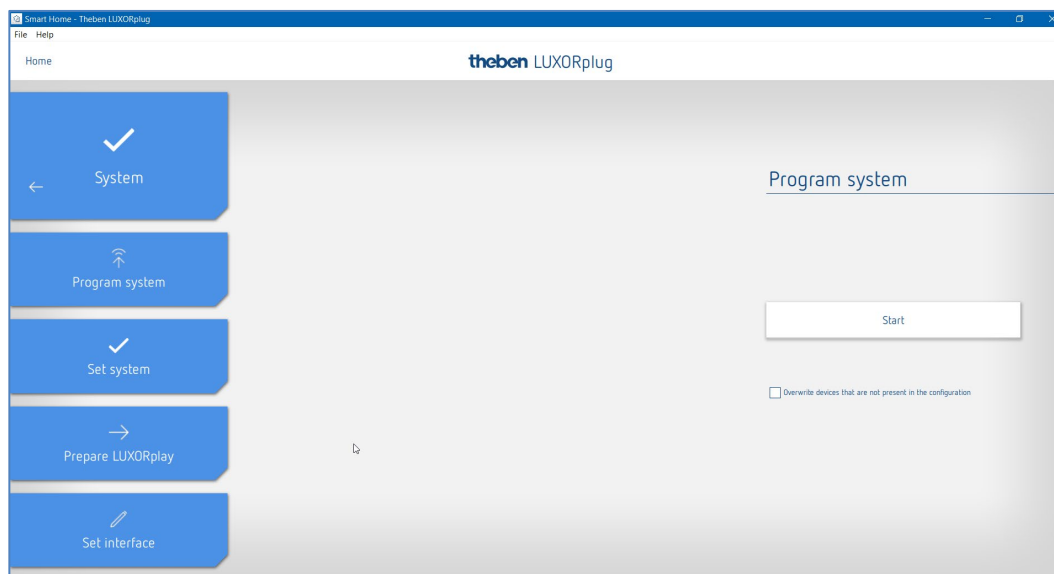 Smart Home - Theben LUXORplug
File Help
Home
theben LUXORplug
System
Program system
Set system
Prepare LUXORplay
Set interface
Program system
Start
Overwrite devices that are not present in the configuration